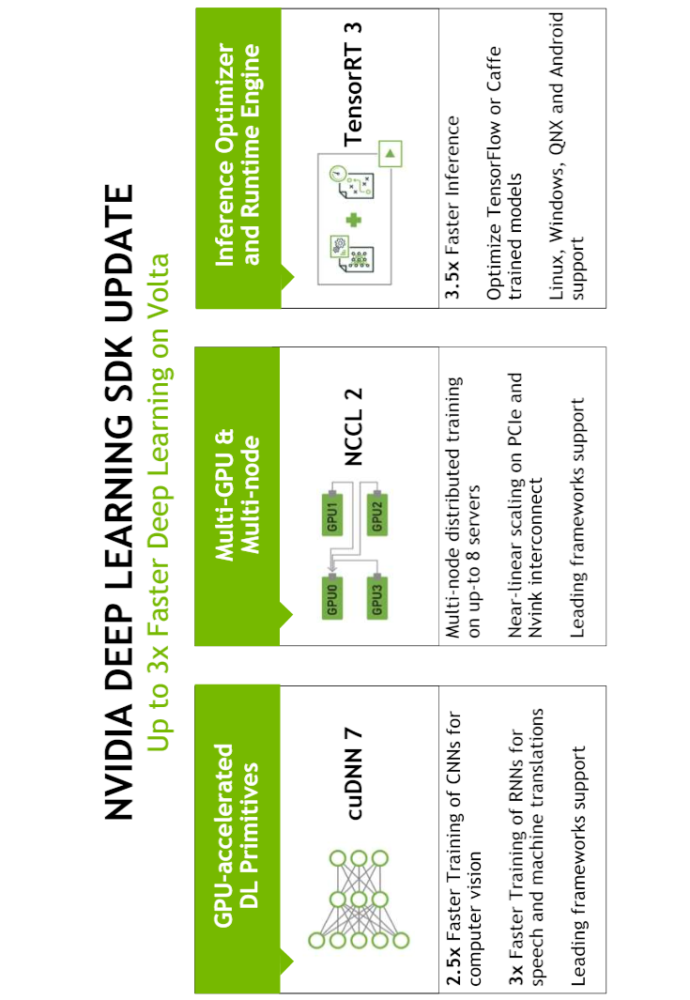 NVIDIA DEEP LEARNING SDK UPDATE
Up to 3x Faster Deep Learning on Volta
GPU-accelerated
DL Primitives
cuDNN 7
2.5x Faster Training of CNNs for
computer vision
3x Faster Training of RNNs for
speech and machine translations
Leading frameworks support
Multi-GPU &
Multi-node
GPU0
GPU1
GPU3
GPU2
NCCL 2
Multi-node distributed training
on up-to 8 servers
Near-linear scaling on PCIe and
Nvink interconnect
Leading frameworks support
Inference Optimizer
and Runtime Engine
TensorRT 3
3.5x Faster Inference
Optimize TensorFlow or Caffe
trained models
Linux, Windows, QNX and Android
support